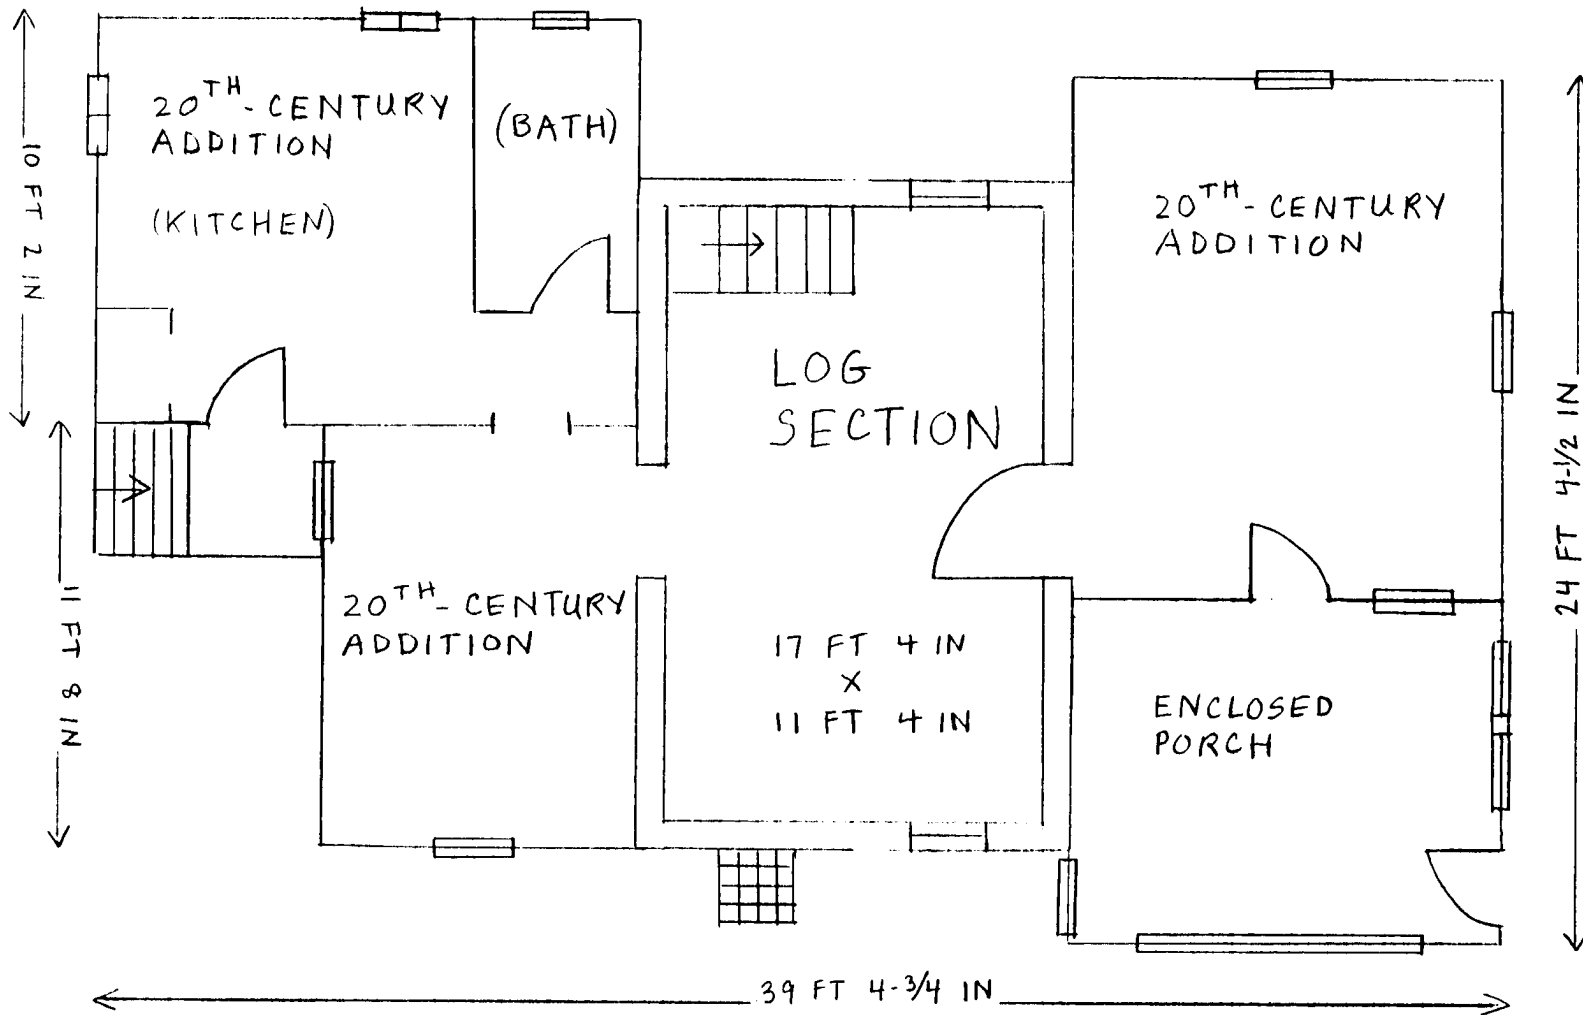 20TH-CENTURY
ADDITION
(KITCHEN)
(BATH)
20TH-CENTURY
ADDITION
10 FT 2 IN
LOG
SECTION
24 FT 4-1/2 IN
11 FT 8 IN
20TH-CENTURY
ADDITION
17 FT 4 IN
X
11 FT 4 IN
ENCLOSED
PORCH
39 FT 4-3/4 IN